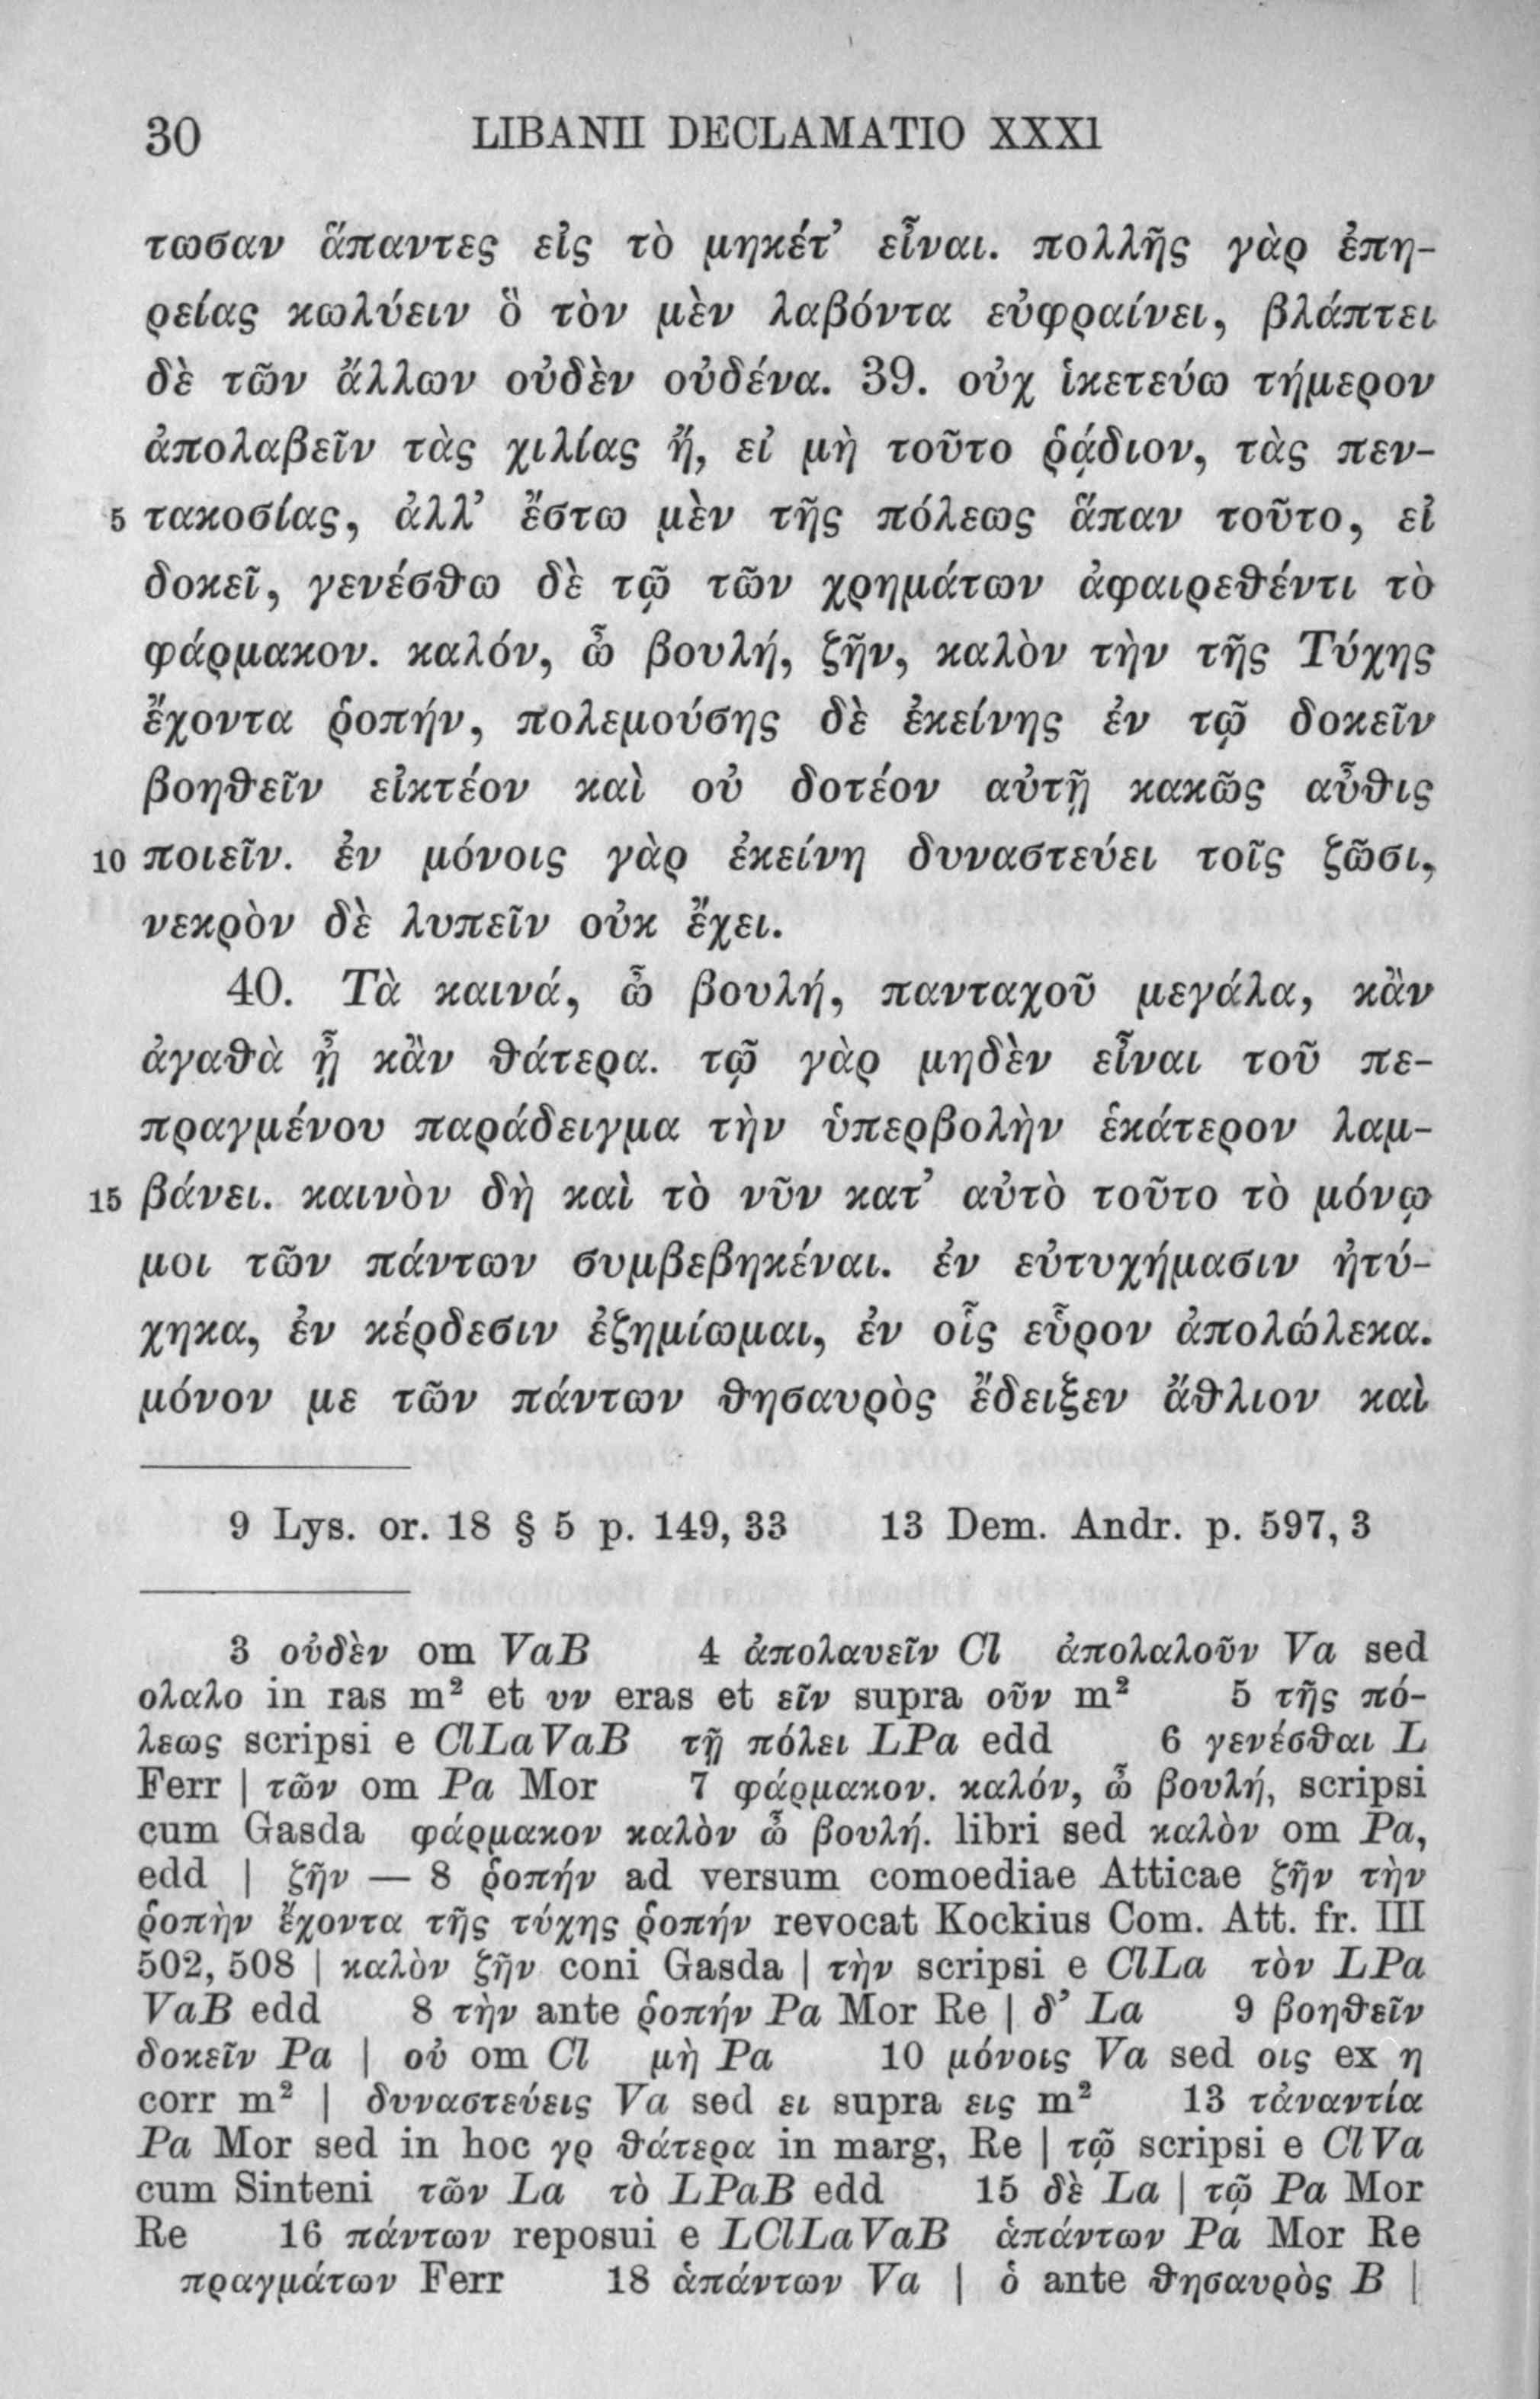 30 LIBANII DECLAMATIO XXXI
τωσαν ἅπαντες εἰς τὸ μηκέτ’ εἶναι. πολλῆς γὰρ ἐπη-
ρείας κωλύειν ὃ τὸν μὲν λαβόντα εὐφραίνει, βλάπτει
δὲ τῶν ἄλλων οὐδὲν οὐδένα. 39. οὐχ ἱκετεύω τήμερον
ἀπολαβεῖν τὰς χιλίας ἤ, εἰ μὴ τοῦτο ῥᾴδιον, τὰς πεν-
5 τακοσίας, ἀλλ’ ἔστω μὲν τῆς πόλεως ἅπαν τοῦτο, εἰ
δοκεῖ, γενέσθω δὲ τῷ τῶν χρημάτων ἀφαιρεθέντι τὸ
φάρμακον. καλόν, ὦ βουλή, ζῆν, καλὸν τὴν τῆς Τύχης
ἔχοντα ῥοπήν, πολεμούσης δὲ ἐκείνης ἐν τῷ δοκεῖν
βοηθεῖν εἰκτέον καὶ οὐ δοτέον αὐτῇ κακῶς αὖθις
10 ποιεῖν. ἐν μόνοις γὰρ ἐκείνη δυναστεύει τοῖς ζῶσι,
νεκρὸν δὲ λυπεῖν οὐκ ἔχει.
40. Τὰ καινά, ὦ βουλή, πανταχοῦ μεγάλα, κἂν
ἀγαθὰ ᾖ κἂν θάτερα. τῷ γὰρ μηδὲν εἶναι τοῦ πε-
πραγμένου παράδειγμα τὴν ὑπερβολὴν ἑκάτερον λαμ-
15 βάνει. καινὸν δὴ καὶ τὸ νῦν κατ’ αὐτὸ τοῦτο τὸ μόνῳ
μοι τῶν πάντων συμβεβηκέναι. ἐν εὐτυχήμασιν ἠτύ-
χηκα, ἐν κέρδεσιν ἐζημίωμαι, ἐν οἷς εὗρον ἀπολώλεκα.
μόνον με τῶν πάντων θησαυρὸς ἔδειξεν ἄθλιον καὶ
9 Lys. or. 18 § 5 p. 149, 33 13 Dem. Andr. p. 597, 3
3 οὐδὲν om VaB 4 ἀπολαυεῖν Cl ἀπολαλοῦν Va sed
ολαλο in ras m² et υν eras et εῖν supra οῦν m² 5 τῆς πό-
λεως scripsi e ClLaVaB τῇ πόλει LPa edd 6 γενέσθαι L
Ferr | τῶν om Pa Mor 7 φάρμακον. καλόν, ὦ βουλή, scripsi
cum Gasda φάρμακον καλὸν ὦ βουλή. libri sed καλὸν om Pa,
edd | ζῆν — 8 ῥοπήν ad versum comoediae Atticae ζῆν τὴν
ῥοπὴν ἔχοντα τῆς τύχης ῥοπήν revocat Kockius Com. Att. fr. III
502, 508 | καλὸν ζῆν coni Gasda | τὴν scripsi e ClLa τὸν LPa
VaB edd 8 τὴν ante ῥοπήν Pa Mor Re | δ’ La 9 βοηθεῖν
δοκεῖν Pa | οὐ om Cl μὴ Pa 10 μόνοις Va sed οις ex η
corr m² | δυναστεύεις Va sed ει supra εις m² 13 τἀναντία
Pa Mor sed in hoc γρ θάτερα in marg, Re | τῷ scripsi e ClVa
cum Sinteni τῶν La τὸ LPaB edd 15 δὲ La | τῷ Pa Mor
Re 16 πάντων reposui e LClLaVaB ἁπάντων Pa Mor Re
πραγμάτων Ferr 18 ἁπάντων Va | ὁ ante θησαυρὸς B |